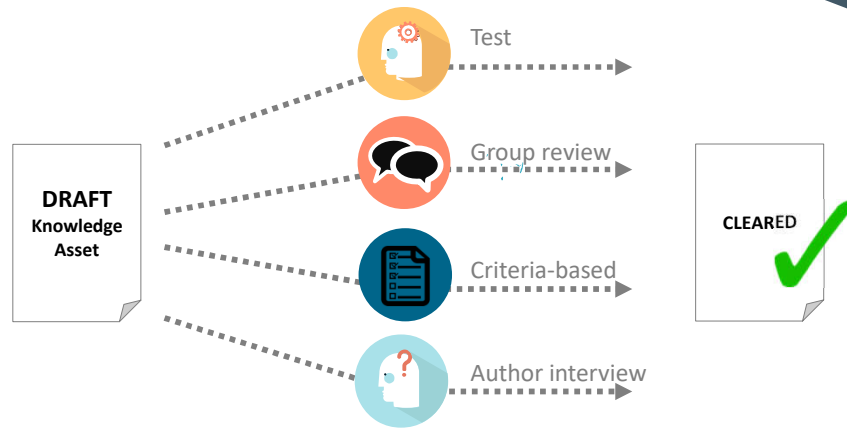 Test
Group review
DRAFT
Knowledge
Asset
CLEARED
Criteria-based
Author interview